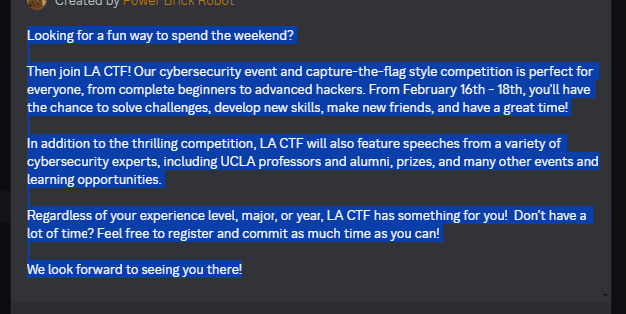 Created by Power Brick Robot
Looking for a fun way to spend the weekend?
Then join LA CTF! Our cybersecurity event and capture-the-flag style competition is perfect for
everyone, from complete beginners to advanced hackers. From February 16th - 18th, you'll have
the chance to solve challenges, develop new skills, make new friends, and have a great time!
In addition to the thrilling competition, LA CTF will also feature speeches from a variety of
cybersecurity experts, including UCLA professors and alumni, prizes, and many other events and
learning opportunities.
Regardless of your experience level, major, or year, LA CTF has something for you!  Don't have a
lot of time? Feel free to register and commit as much time as you can!
We look forward to seeing you there!